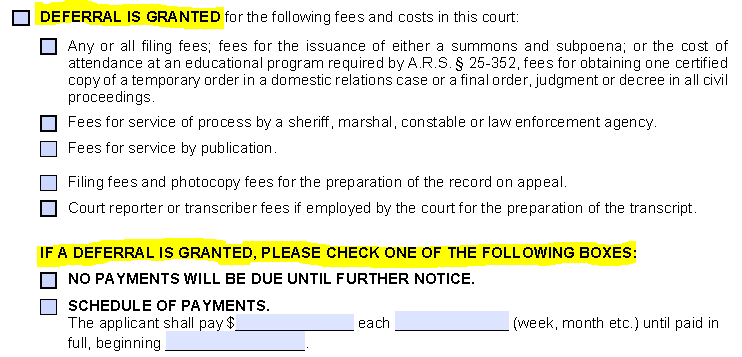 DEFERRAL IS GRANTED for the following fees and costs in this court:
Any or all filing fees; fees for the issuance of either a summons and subpoena; or the cost of
attendance at an educational program required by A.R.S. § 25-352, fees for obtaining one certified
copy of a temporary order in a domestic relations case or a final order, judgment or decree in all civil
proceedings.
Fees for service of process by a sheriff, marshal, constable or law enforcement agency.
Fees for service by publication.
Filing fees and photocopy fees for the preparation of the record on appeal.
Court reporter or transcriber fees if employed by the court for the preparation of the transcript.
IF A DEFERRAL IS GRANTED, PLEASE CHECK ONE OF THE FOLLOWING BOXES:
NO PAYMENTS WILL BE DUE UNTIL FURTHER NOTICE.
SCHEDULE OF PAYMENTS.
The applicant shall pay $ each (week, month etc.) until paid in
full, beginning .